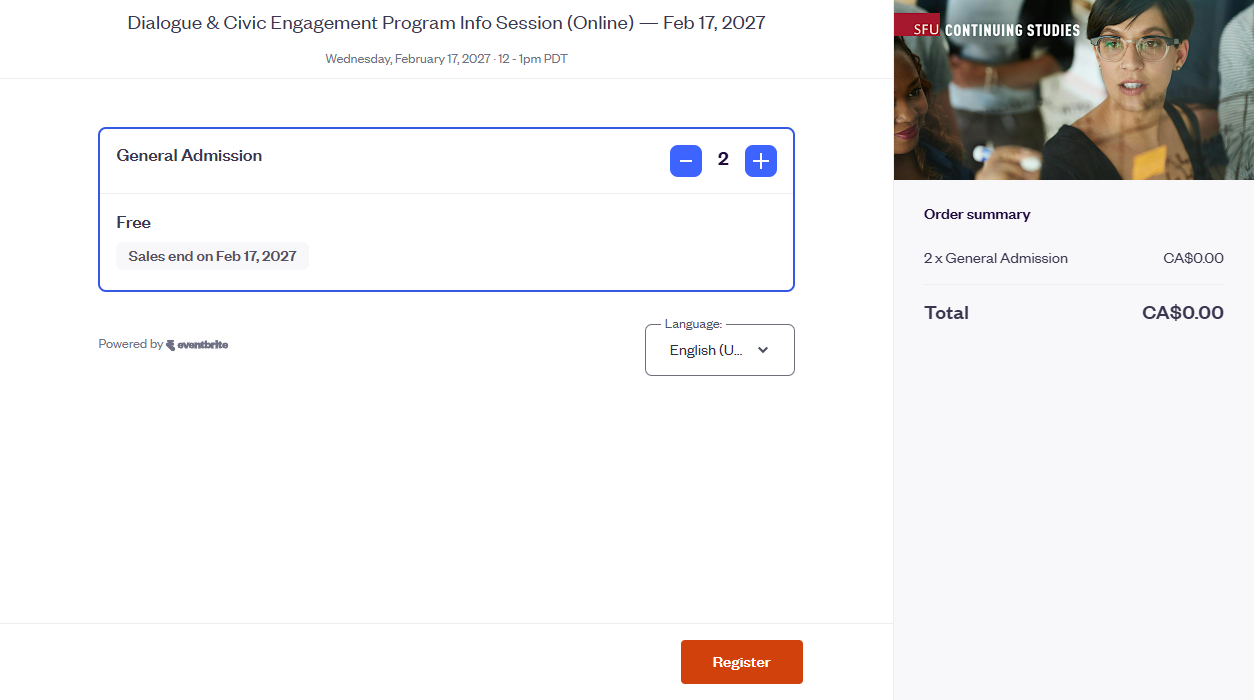 Dialogue & Civic Engagement Program Info Session (Online) — Feb 17, 2027
Wednesday, February 17, 2027 · 12 - 1pm PDT
General Admission
2
Free
Sales end on Feb 17, 2027
Powered by eventbrite
Language:
English (U...
Register
SFU CONTINUING STUDIES
Order summary
2 x General Admission CA$0.00
Total CA$0.00